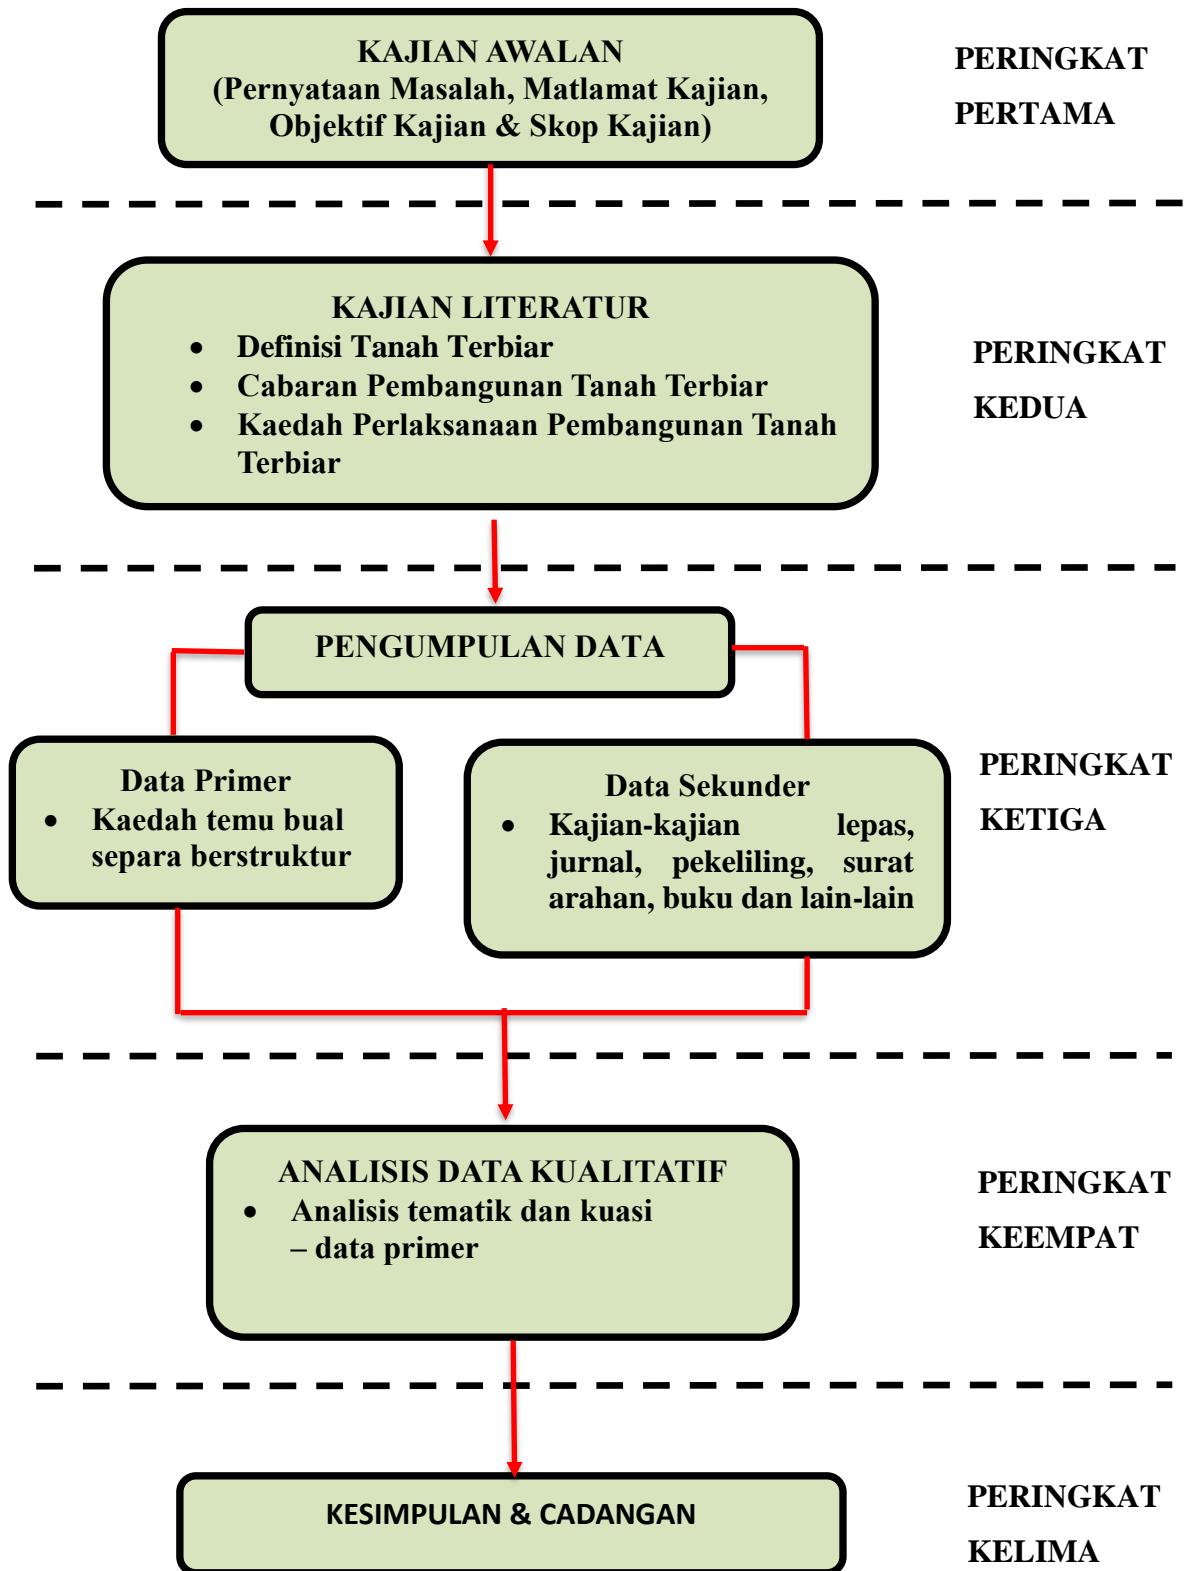 KAJIAN AWALAN
(Pernyataan Masalah, Matlamat Kajian,
Objektif Kajian & Skop Kajian)
PERINGKAT
PERTAMA
KAJIAN LITERATUR
• Definisi Tanah Terbiar
• Cabaran Pembangunan Tanah Terbiar
• Kaedah Perlaksanaan Pembangunan Tanah
Terbiar
PERINGKAT
KEDUA
PENGUMPULAN DATA
Data Primer
• Kaedah temu bual
separa berstruktur
Data Sekunder
• Kajian-kajian lepas,
jurnal, pekeliling, surat
arahan, buku dan lain-lain
PERINGKAT
KETIGA
ANALISIS DATA KUALITATIF
• Analisis tematik dan kuasi
– data primer
PERINGKAT
KEEMPAT
KESIMPULAN & CADANGAN
PERINGKAT
KELIMA